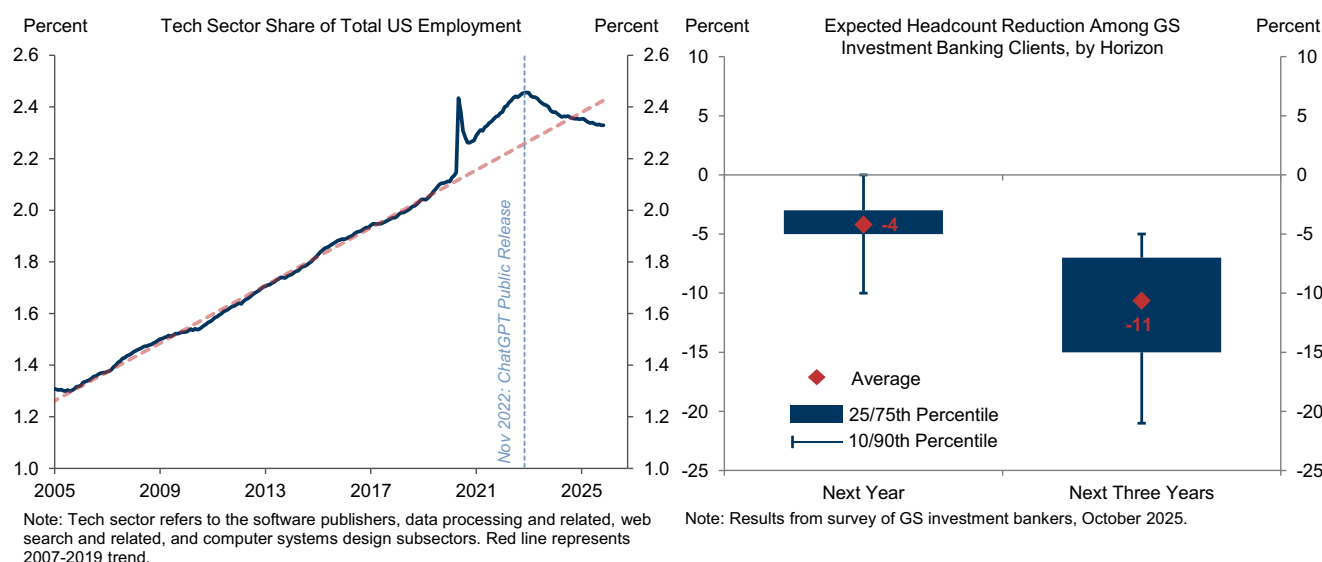 Percent
Tech Sector Share of Total US Employment
Percent
2.6
2.4
2.2
2.0
1.8
1.6
1.4
1.2
1.0
2.6
2.4
2.2
2.0
1.8
1.6
1.4
1.2
1.0
Nov 2022: ChatGPT Public Release
2005
2009
2013
2017
2021
2025
Note: Tech sector refers to the software publishers, data processing and related, web
search and related, and computer systems design subsectors. Red line represents
2007-2019 trend.
Percent
Expected Headcount Reduction Among GS
Investment Banking Clients, by Horizon
Percent
10
5
0
-5
-10
-15
-20
-25
10
5
0
-5
-10
-15
-20
-25
-4
-11
Average
25/75th Percentile
10/90th Percentile
Next Year
Next Three Years
Note: Results from survey of GS investment bankers, October 2025.